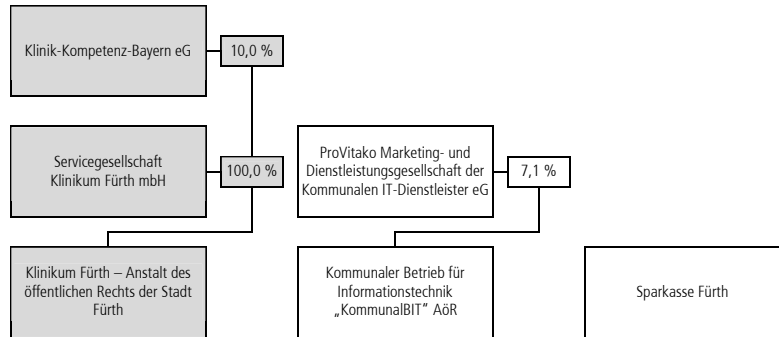 Klinik-Kompetenz-Bayern eG
10,0 %
Servicegesellschaft
Klinikum Fürth mbH
100,0 %
ProVitako Marketing- und
Dienstleistungsgesellschaft der
Kommunalen IT-Dienstleister eG
7,1 %
Klinikum Fürth – Anstalt des
öffentlichen Rechts der Stadt
Fürth
Kommunaler Betrieb für
Informationstechnik
„KommunalBIT" AöR
Sparkasse Fürth